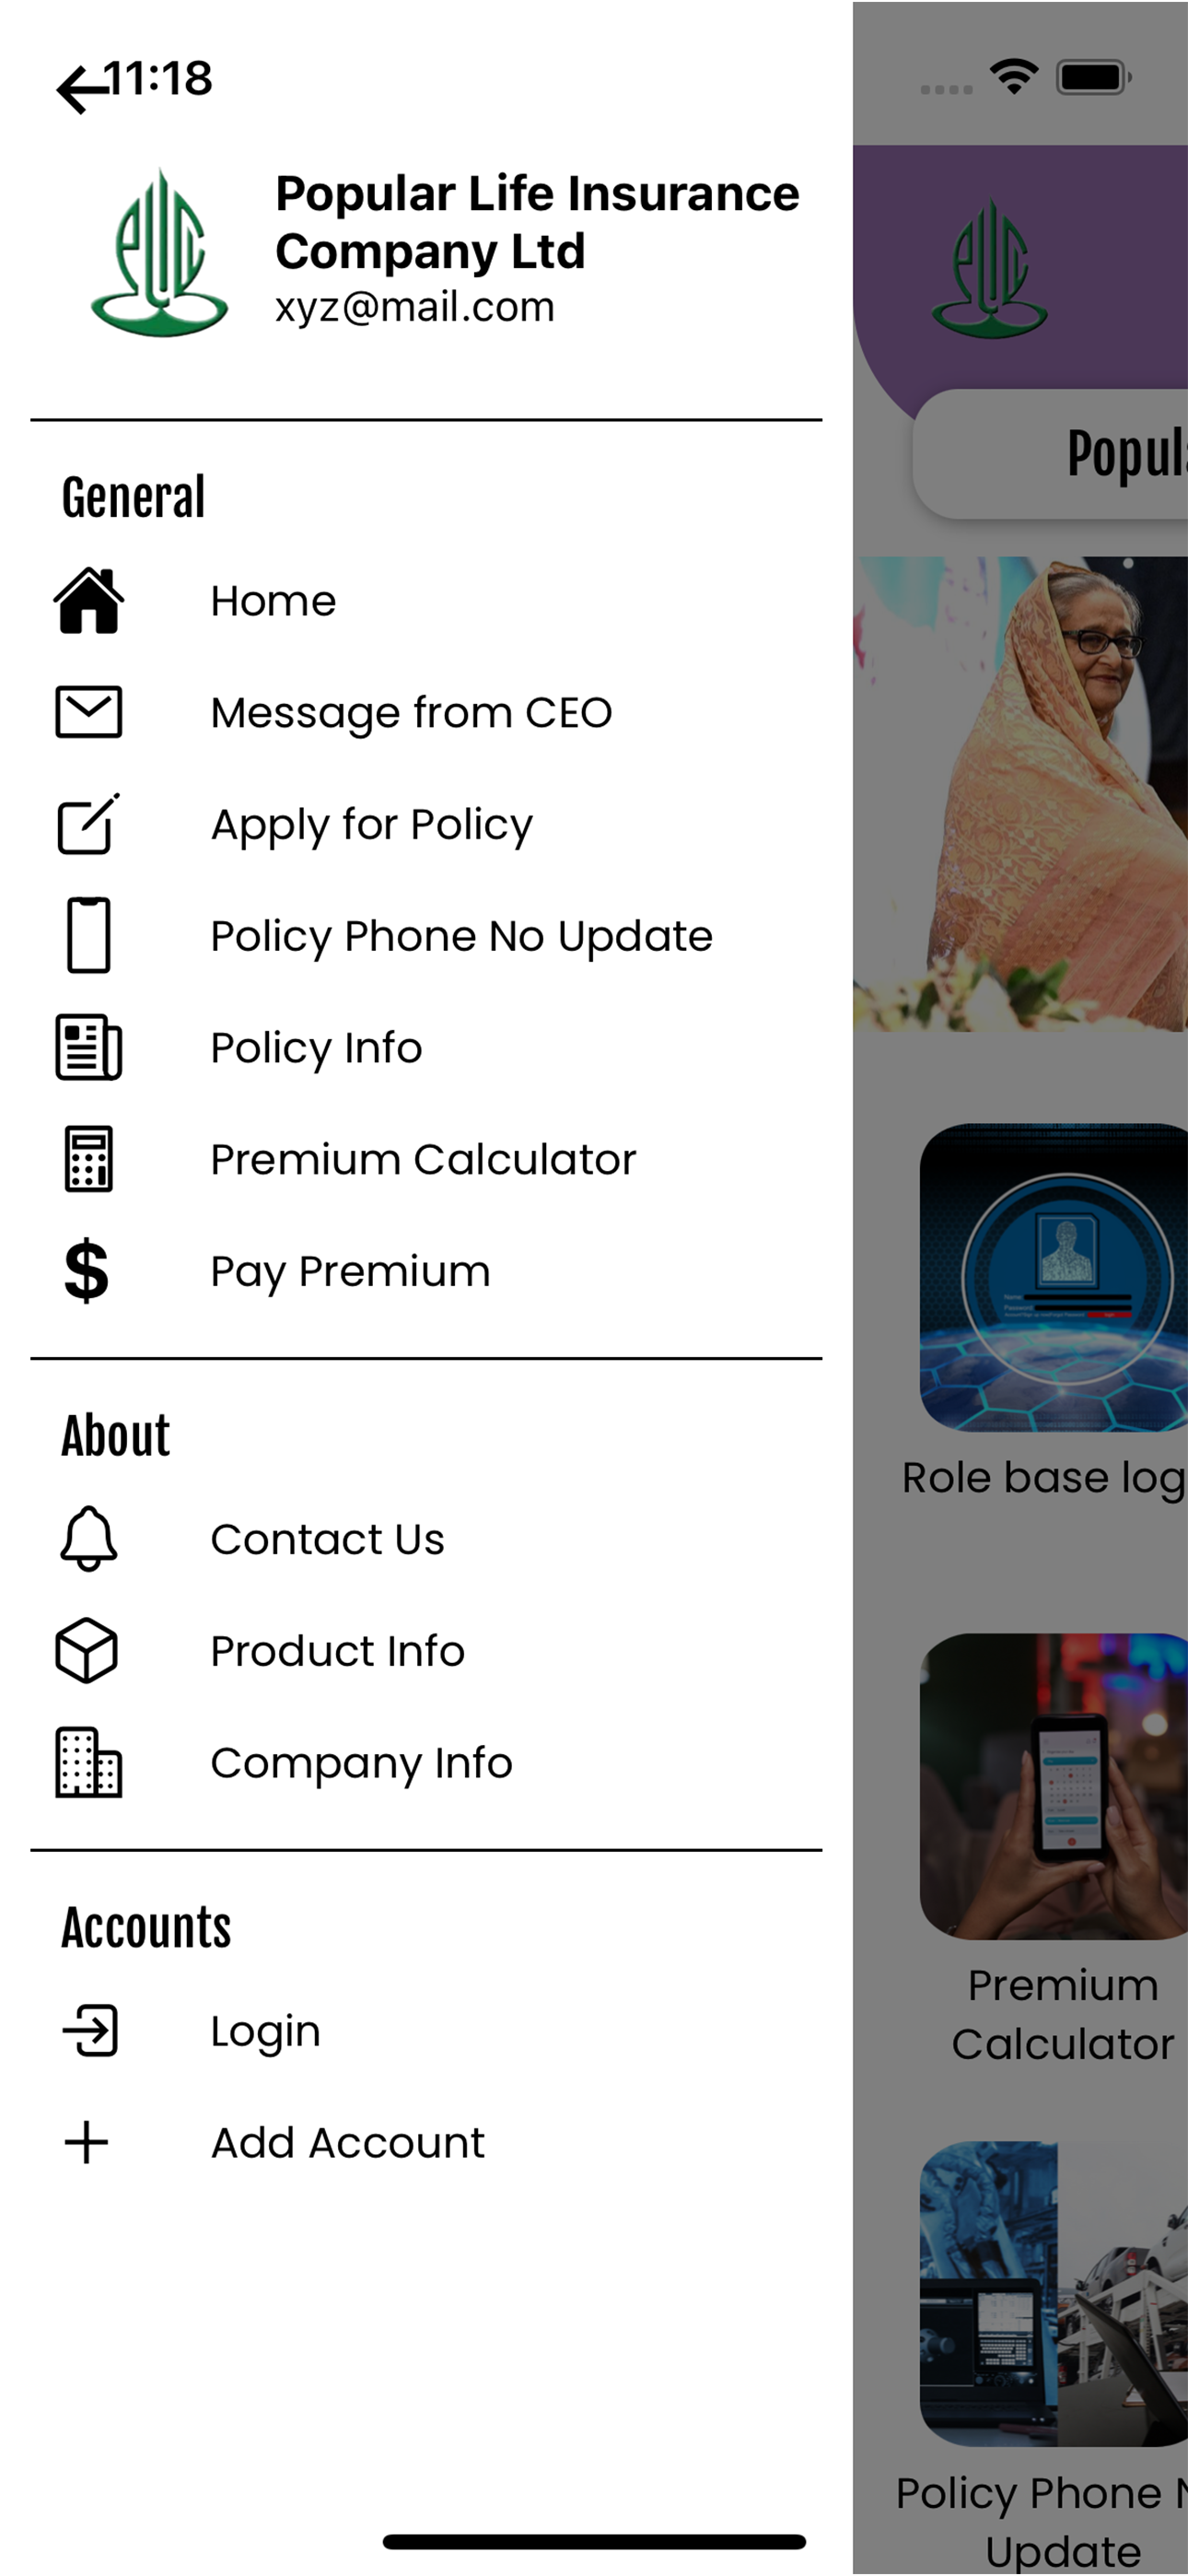 11:18
Popular Life Insurance
Company Ltd
xyz@mail.com
General
Home
Message from CEO
Apply for Policy
Policy Phone No Update
Policy Info
Premium Calculator
$ Pay Premium
About
Contact Us
Product Info
Company Info
Accounts
Login
Add Account
Popul
Role base log
Premium
Calculator
Policy Phone N
Update